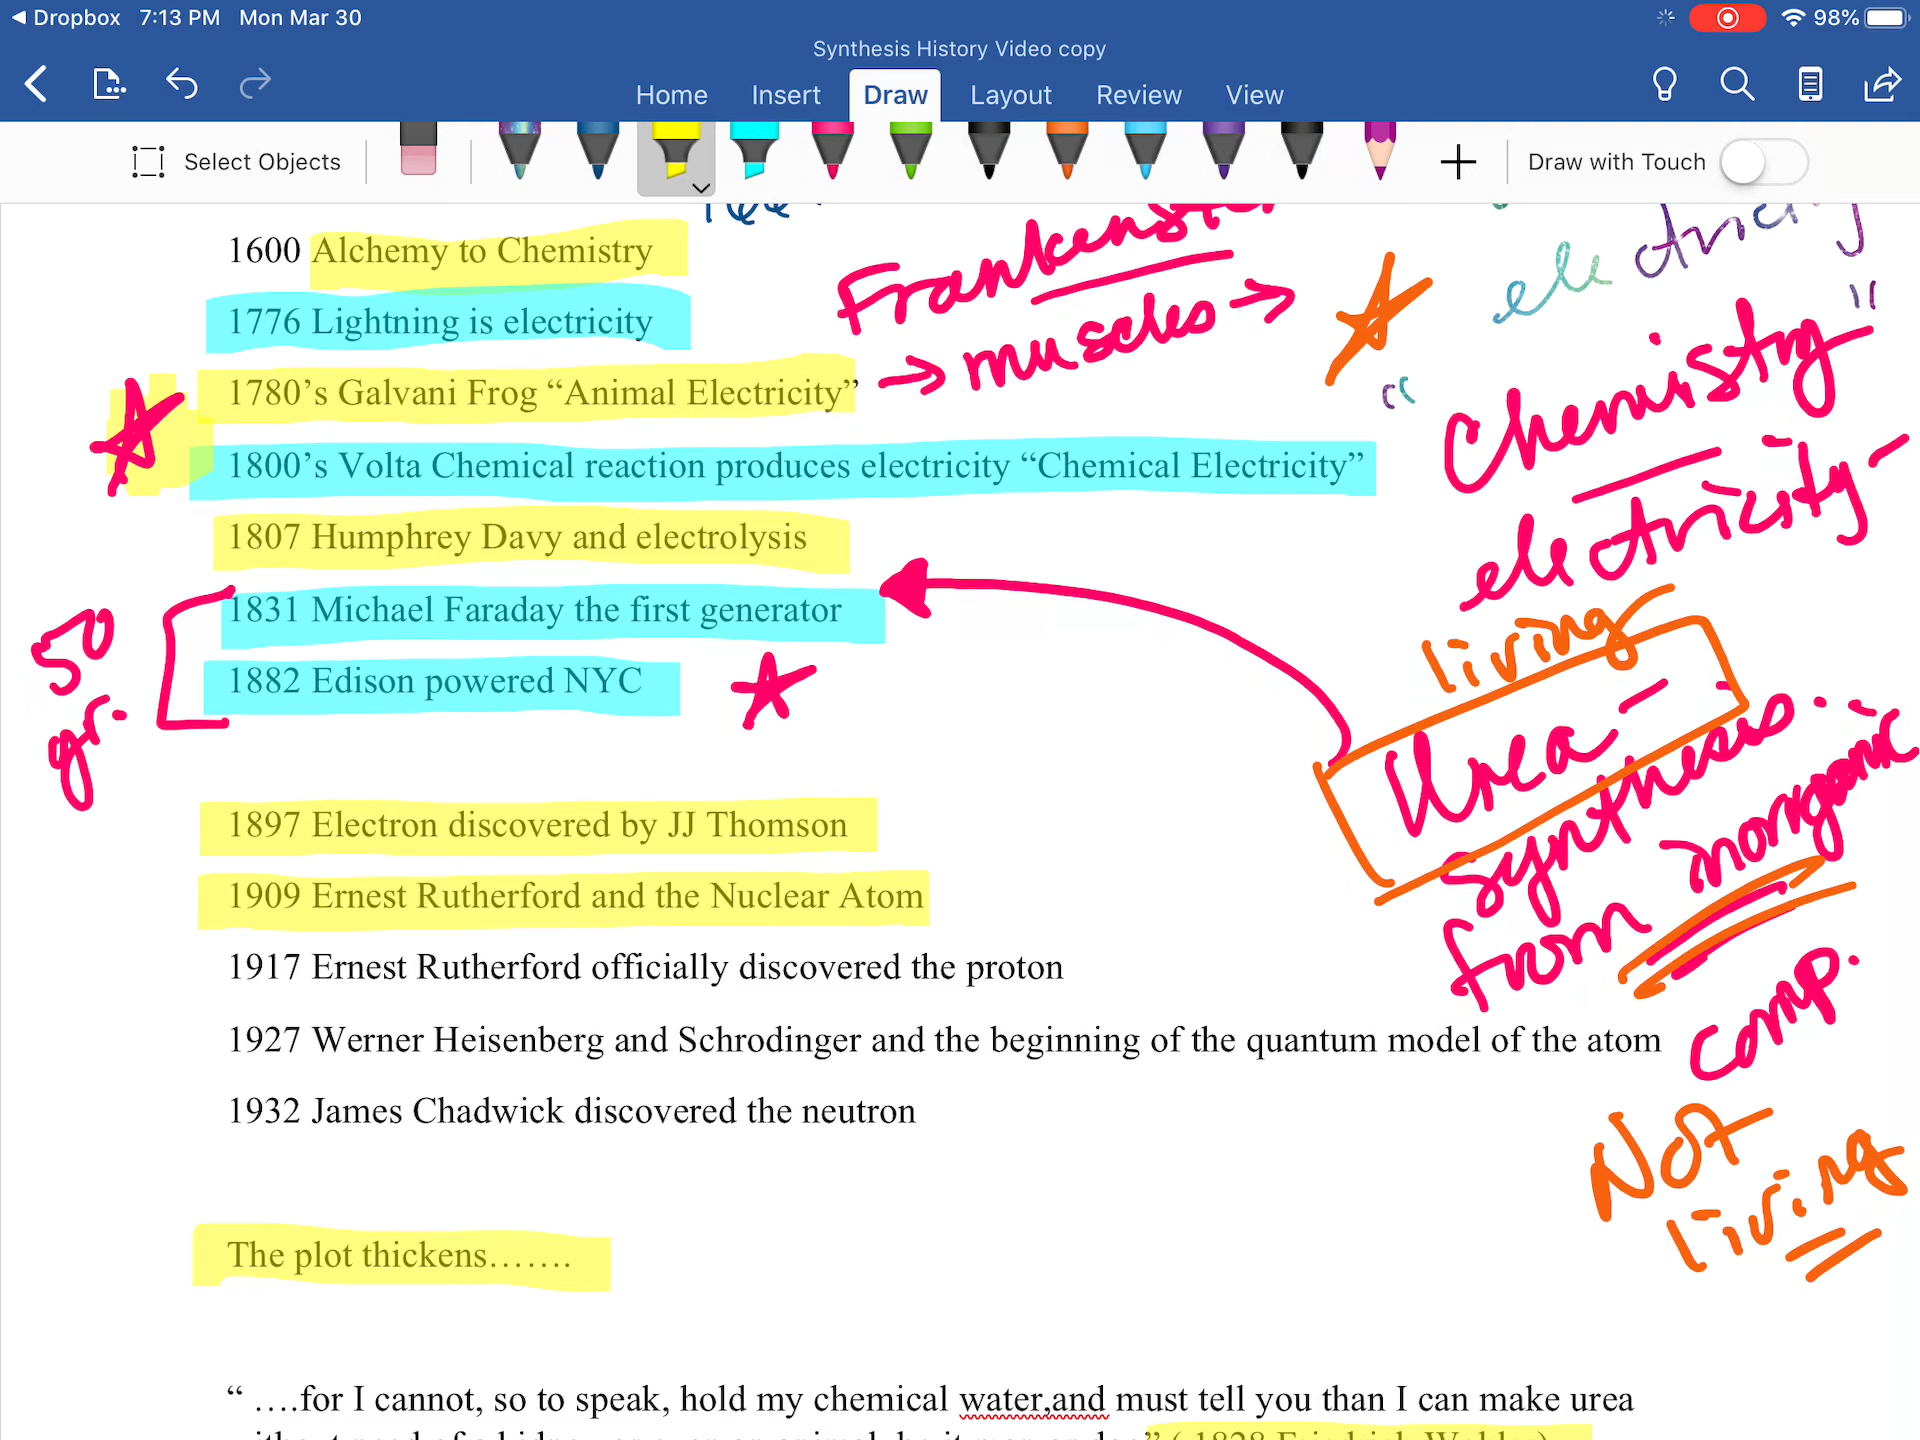 Dropbox 7:13 PM Mon Mar 30
98%
Synthesis History Video copy
Home Insert Draw Layout Review View
Select Objects
Draw with Touch
1600 Alchemy to Chemistry
1776 Lightning is electricity
1780's Galvani Frog “Animal Electricity”
1800's Volta Chemical reaction produces electricity “Chemical Electricity”
1807 Humphrey Davy and electrolysis
1831 Michael Faraday the first generator
1882 Edison powered NYC
1897 Electron discovered by JJ Thomson
1909 Ernest Rutherford and the Nuclear Atom
1917 Ernest Rutherford officially discovered the proton
1927 Werner Heisenberg and Schrodinger and the beginning of the quantum model of the atom
1932 James Chadwick discovered the neutron
The plot thickens…….
“ ….for I cannot, so to speak, hold my chemical water,and must tell you than I can make urea
50
yr.
→ muscles →
electricity
"Chemistry"
electricity-
living
Urea -
synthesis..
from inorganic
comp.
Not
living